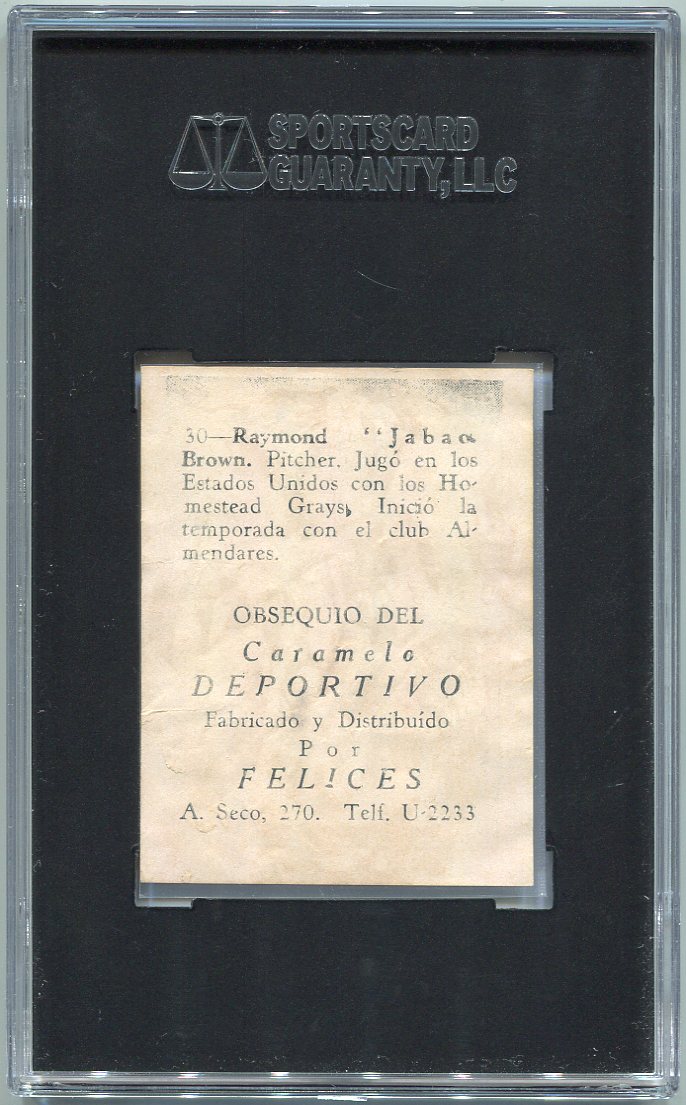 SPORTSCARD
GUARANTY, LLC
30—Raymond "Jabao
Brown. Pitcher. Jugó en los
Estados Unidos con los Ho-
mestead Grays, Inició la
temporada con el club Al-
mendares.
OBSEQUIO DEL
Caramelo
DEPORTIVO
Fabricado y Distribuído
Por
FELICES
A. Seco, 270. Telf. U-2233